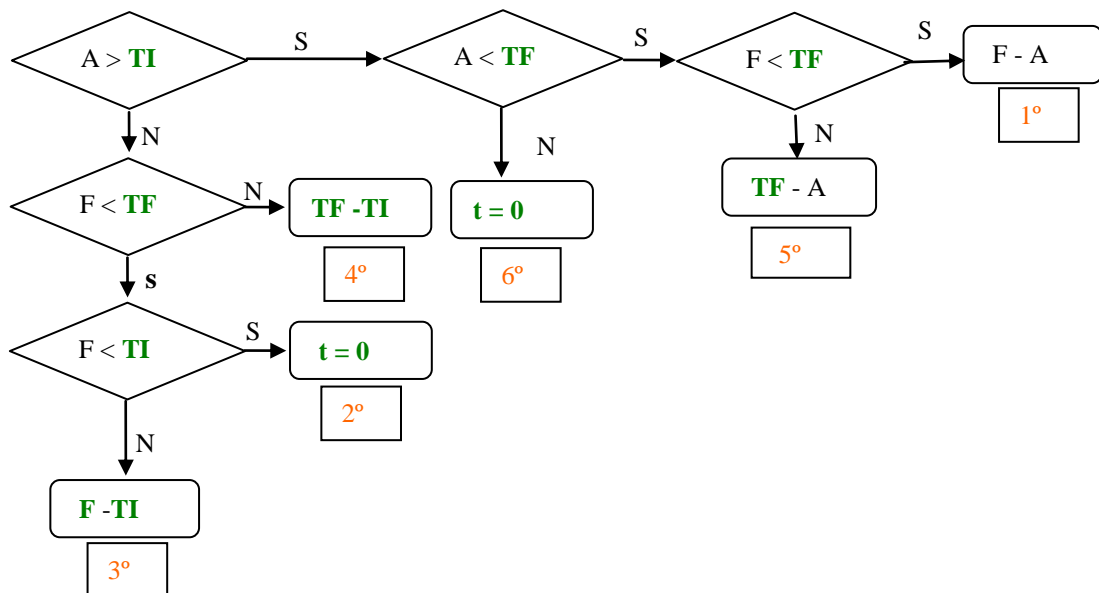 A > TI
S
A < TF
S
F < TF
S
F - A
1º
N
N
N
F < TF
N
TF -TI
t = 0
TF - A
4º
6º
5º
s
F < TI
S
t = 0
2º
N
F -TI
3º